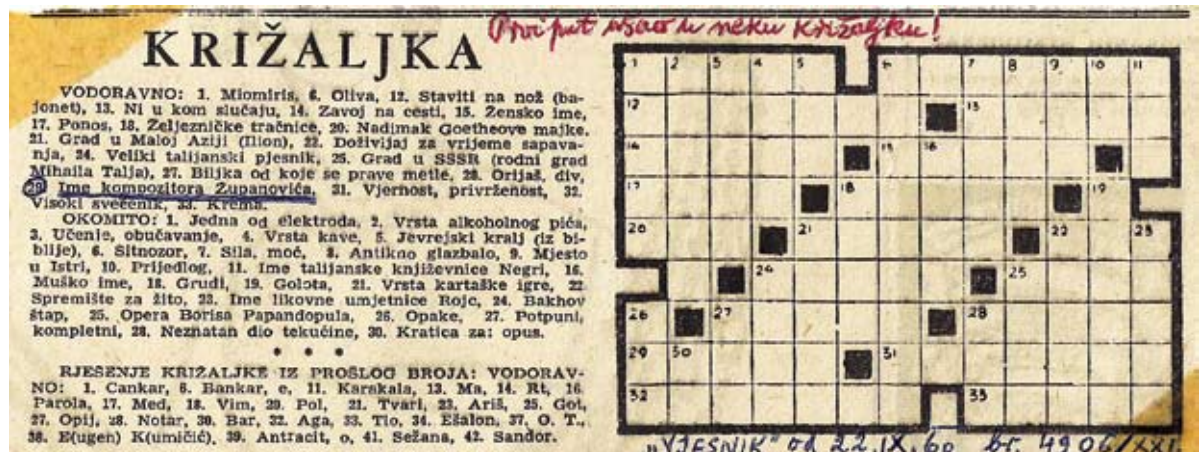 Prvi put ušao u neku križaljku!
KRIŽALJKA
VODORAVNO: 1. Miomiris, 6. Oliva, 12. Staviti na nož (ba-
jonet), 13. Ni u kom slučaju, 14. Zavoj na cesti, 15. Žensko ime,
17. Ponos, 18. Željezničke tračnice, 20. Nadimak Goetheove majke.
21. Grad u Maloj Aziji (Ilion), 22. Doživljaj za vrijeme spava-
nja, 24. Veliki talijanski pjesnik, 25. Grad u SSSR (rodni grad
Mihaila Talja), 27. Biljka od koje se prave metle, 28. Orijaš, div,
29 Ime kompozitora Županovića, 31. Vjernost, privrženost, 32.
Visoki svećenik, 33. Krema.
OKOMITO: 1. Jedna od elektroda, 2. Vrsta alkoholnog pića,
3. Učenje, obučavanje, 4. Vrsta kave, 5. Jevrejski kralj (iz bi-
blije), 6. Sitnozor, 7. Sila, moć, 8. Antikno glazbalo, 9. Mjesto
u Istri, 10. Prijedlog, 11. Ime talijanske književnice Negri, 16.
Muško ime, 18. Grudi, 19. Golota, 21. Vrsta kartaške igre, 22
Spremište za žito, 23. Ime likovne umjetnice Rojc, 24. Bakhov
štap, 25. Opera Borisa Papandopula, 26. Opake, 27. Potpuni,
kompletni, 28. Neznatan dio tekućine, 30. Kratica za: opus.
• • •
RJEŠENJE KRIŽALJKE IZ PROŠLOG BROJA: VODORAV-
NO: 1. Cankar, 6. Bankar, e, 11. Karakala, 13. Ma, 14. Rt, 16.
Parola, 17. Med, 18. Vim, 20. Pol, 21. Tvari, 23. Ariš, 25. Got,
27. Opij, 28. Notar, 30. Bar, 32. Aga, 33. Tlo, 34. Ešalon, 37. O. T.,
38. E(ugen) K(umičić), 39. Antracit, o, 41. Sežana, 42. Sandor.
1 2 3 4 5 6 7 8 9 10 11
12 13
14 15 16
17 18 19
20 21 22 23
24 25
26 27 28
29 30 31
32 33
"VJESNIK" od 22.IX.60 br. 4906/XXI.